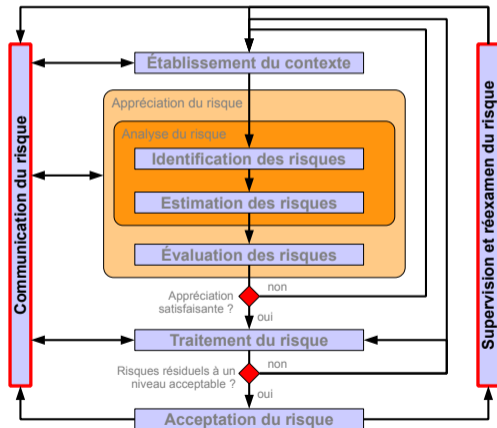 Établissement du contexte
Appréciation du risque
Analyse du risque
Identification des risques
Estimation des risques
Évaluation des risques
non
Appréciation
satisfaisante ?
oui
Traitement du risque
non
Risques résiduels à un
niveau acceptable ?
oui
Acceptation du risque
Communication du risque
Supervision et réexamen du risque